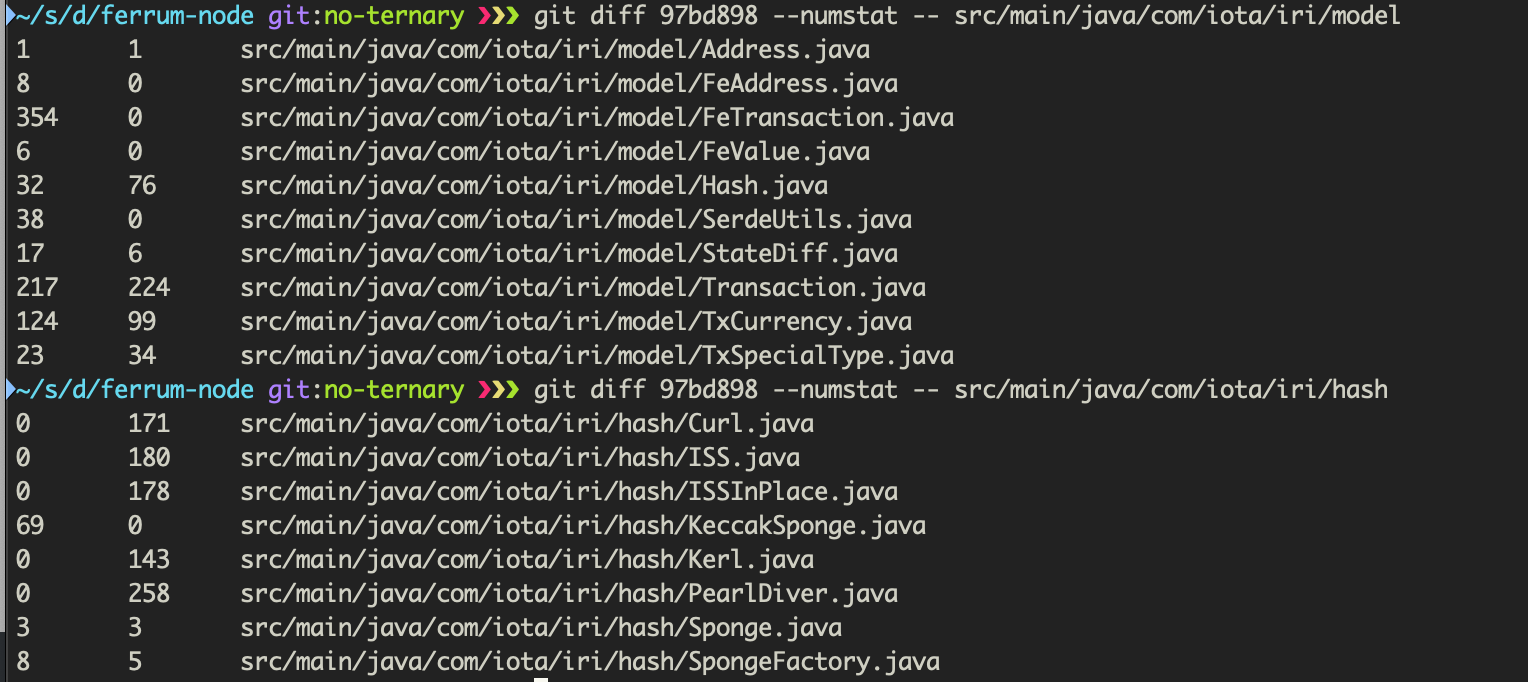 ~/s/d/ferrum-node git:no-ternary ❯❯❯ git diff 97bd898 --numstat -- src/main/java/com/iota/iri/model
1 1 src/main/java/com/iota/iri/model/Address.java
8 0 src/main/java/com/iota/iri/model/FeAddress.java
354 0 src/main/java/com/iota/iri/model/FeTransaction.java
6 0 src/main/java/com/iota/iri/model/FeValue.java
32 76 src/main/java/com/iota/iri/model/Hash.java
38 0 src/main/java/com/iota/iri/model/SerdeUtils.java
17 6 src/main/java/com/iota/iri/model/StateDiff.java
217 224 src/main/java/com/iota/iri/model/Transaction.java
124 99 src/main/java/com/iota/iri/model/TxCurrency.java
23 34 src/main/java/com/iota/iri/model/TxSpecialType.java
~/s/d/ferrum-node git:no-ternary ❯❯❯ git diff 97bd898 --numstat -- src/main/java/com/iota/iri/hash
0 171 src/main/java/com/iota/iri/hash/Curl.java
0 180 src/main/java/com/iota/iri/hash/ISS.java
0 178 src/main/java/com/iota/iri/hash/ISSInPlace.java
69 0 src/main/java/com/iota/iri/hash/KeccakSponge.java
0 143 src/main/java/com/iota/iri/hash/Kerl.java
0 258 src/main/java/com/iota/iri/hash/PearlDiver.java
3 3 src/main/java/com/iota/iri/hash/Sponge.java
8 5 src/main/java/com/iota/iri/hash/SpongeFactory.java